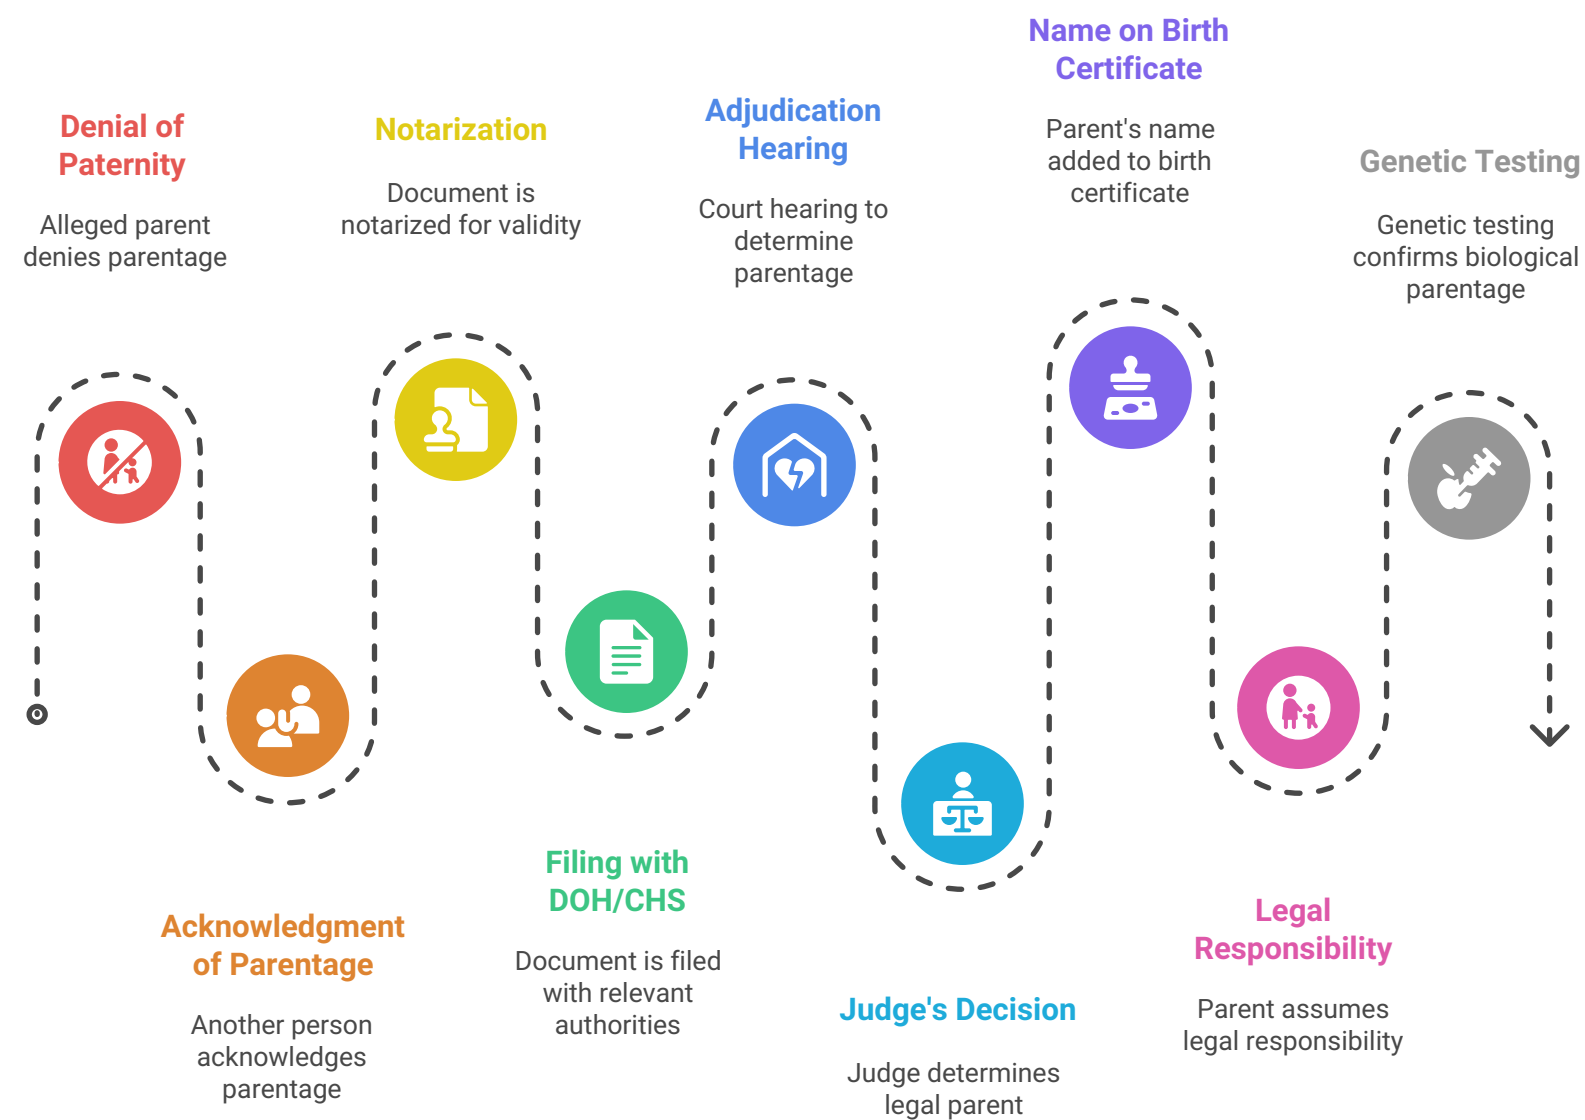 Denial of
Paternity
Alleged parent
denies parentage
Acknowledgment
of Parentage
Another person
acknowledges
parentage
Notarization
Document is
notarized for validity
Filing with
DOH/CHS
Document is filed
with relevant
authorities
Adjudication
Hearing
Court hearing to
determine
parentage
Judge's Decision
Judge determines
legal parent
Name on Birth
Certificate
Parent's name
added to birth
certificate
Legal
Responsibility
Parent assumes
legal responsibility
Genetic Testing
Genetic testing
confirms biological
parentage